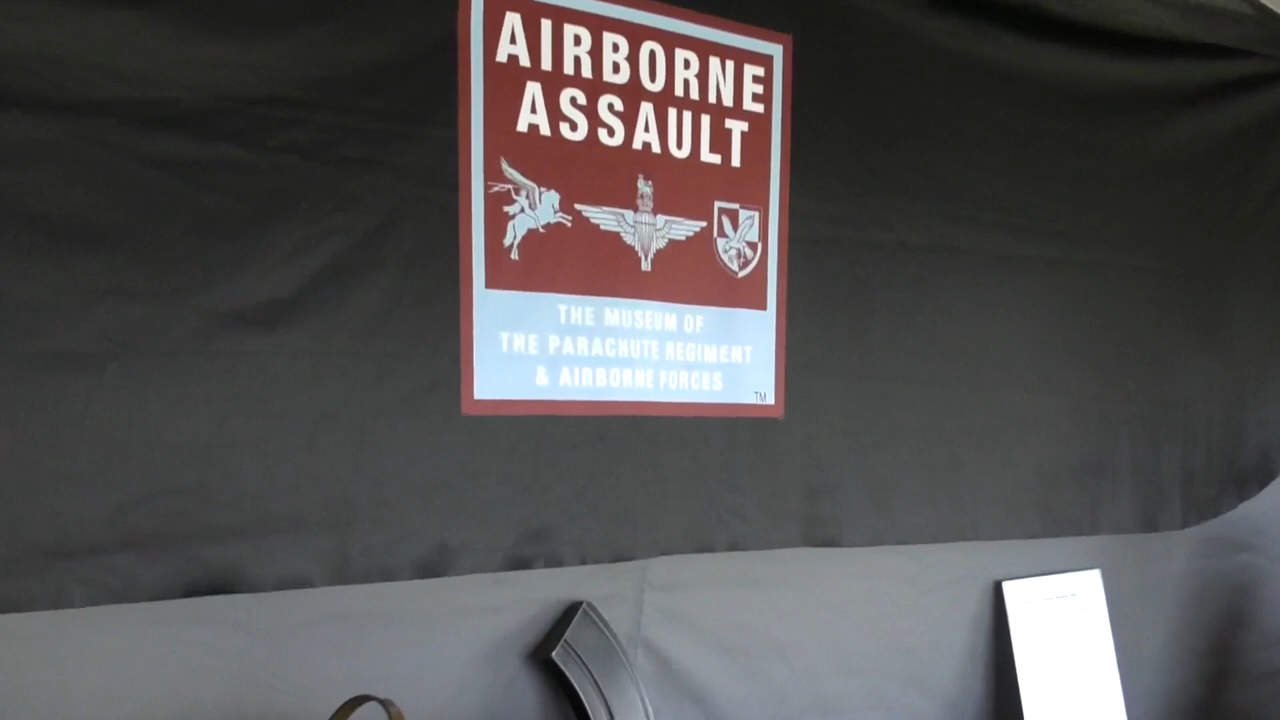 AIRBORNE
ASSAULT
THE MUSEUM OF
THE PARACHUTE REGIMENT
& AIRBORNE FORCES
TM